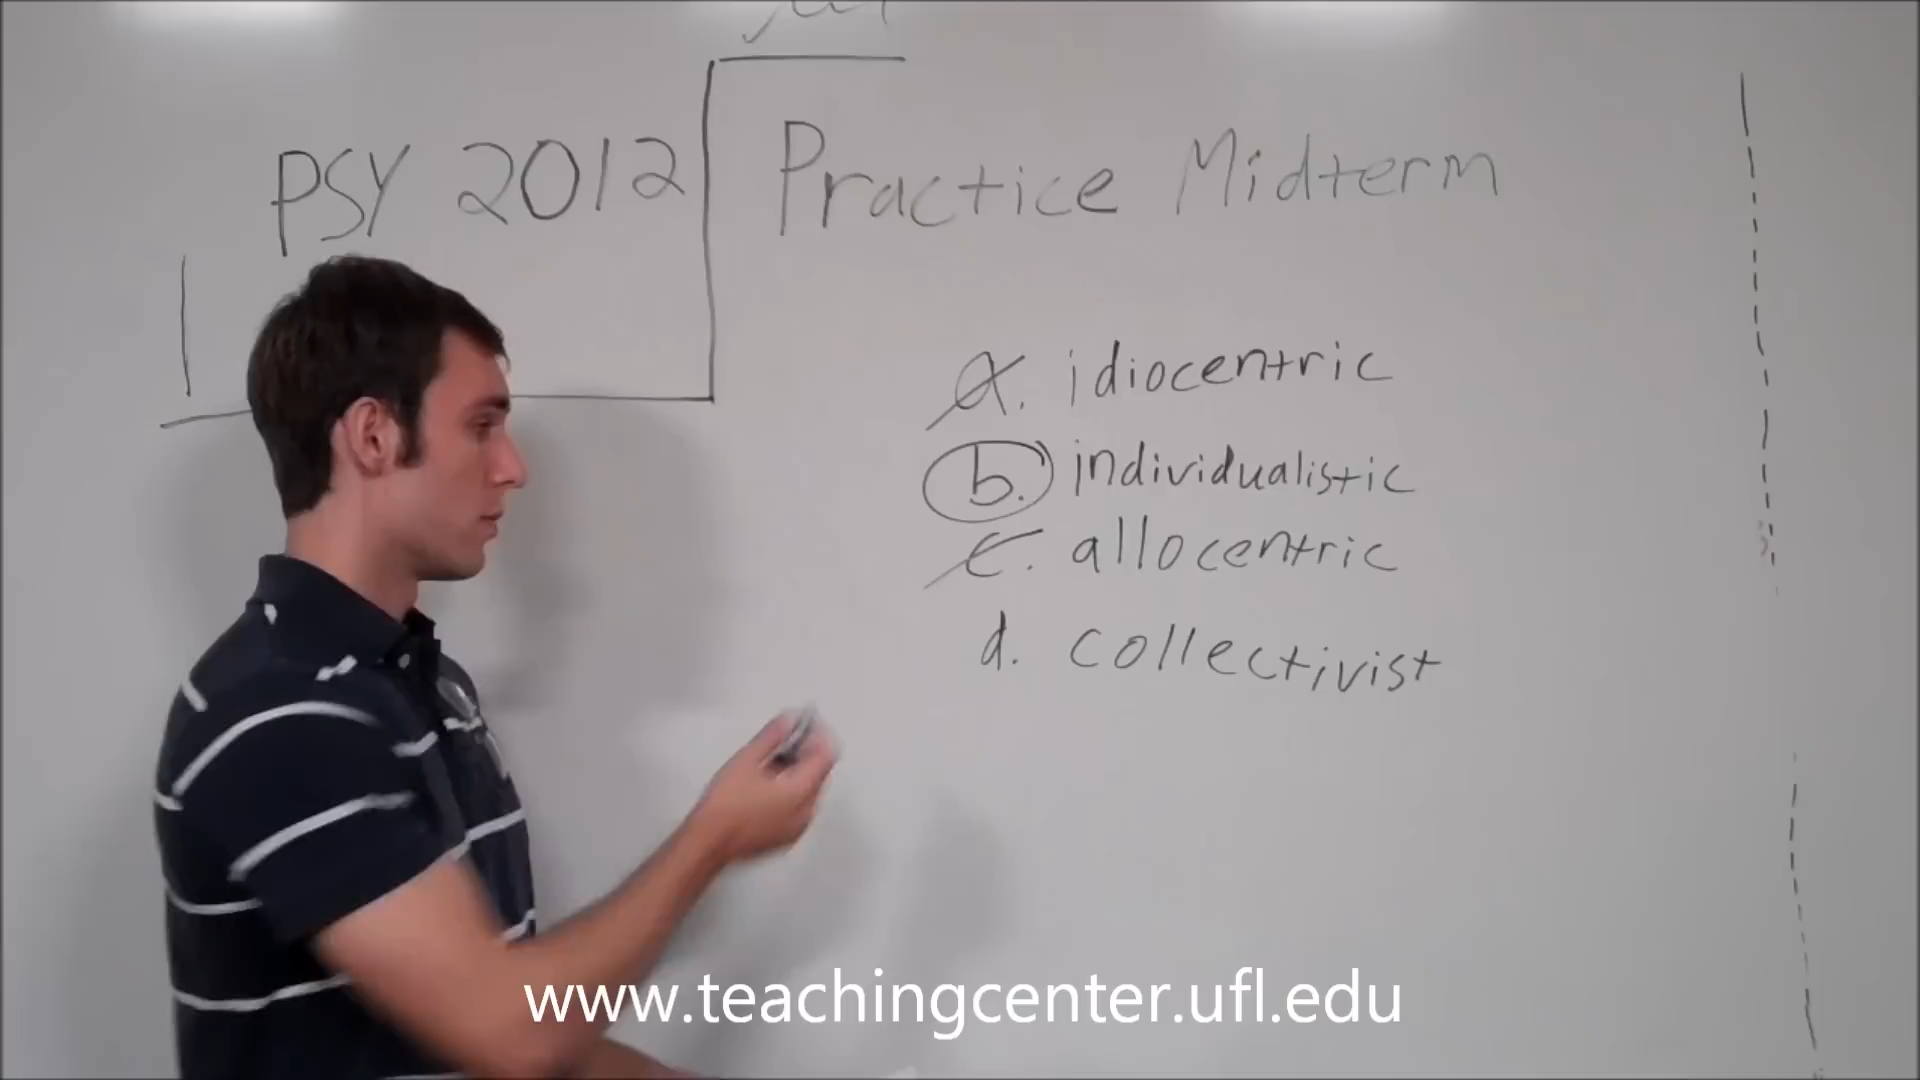 PSY 2012
Practice Midterm
a. idiocentric
b. individualistic
c. allocentric
d. collectivist
www.teachingcenter.ufl.edu